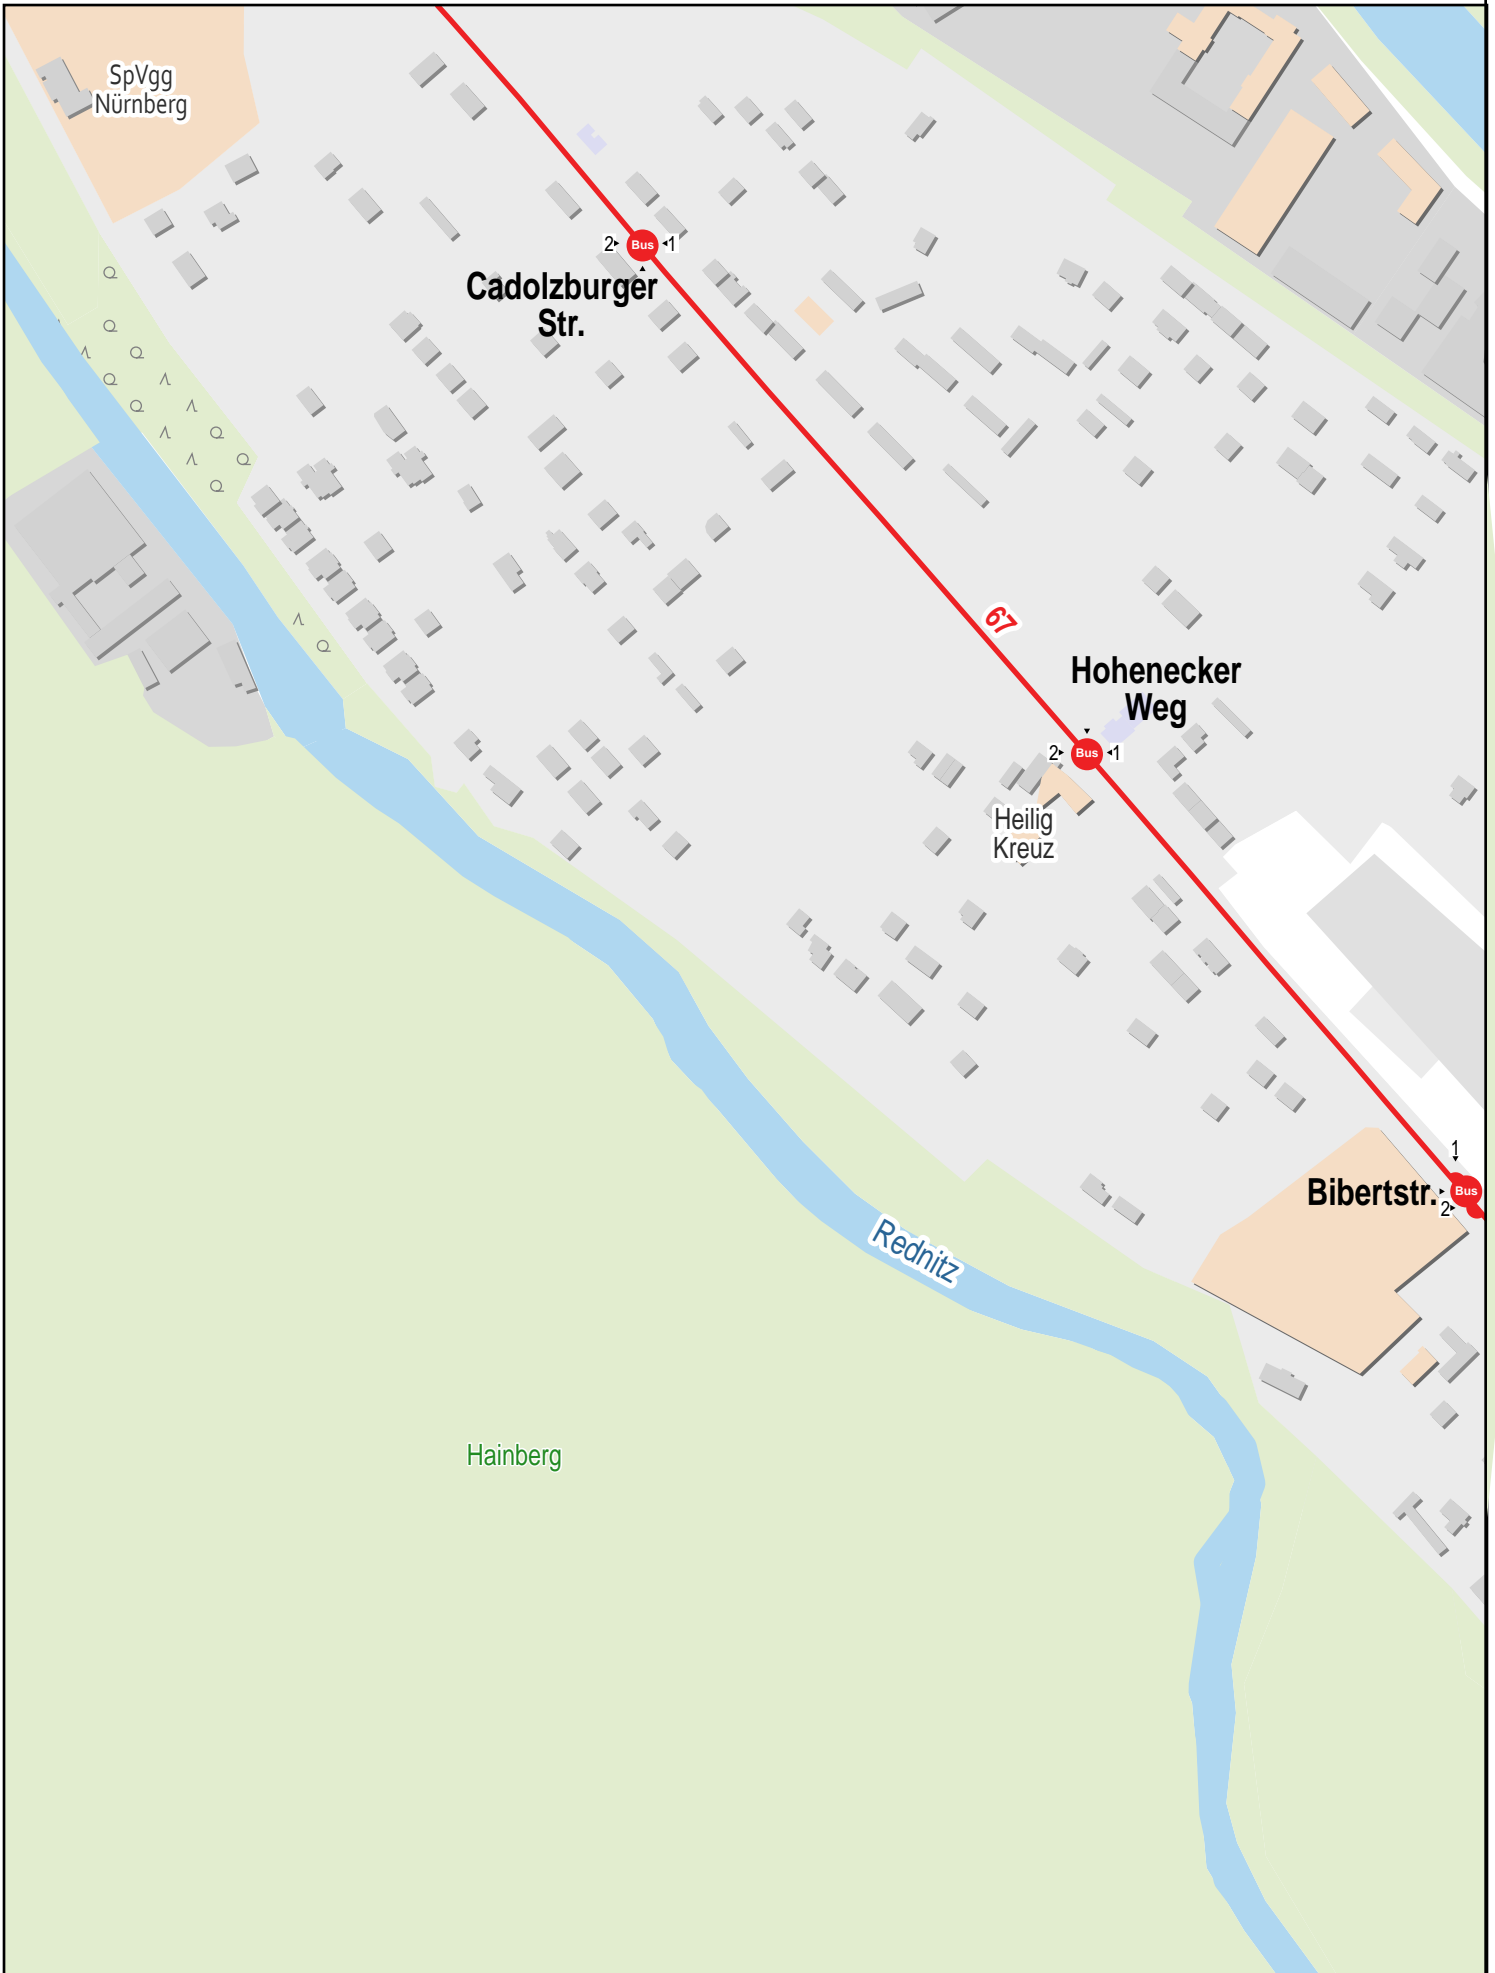 SpVgg
Nürnberg
2 Bus 1
Cadolzburger
Str.
67
Hohenecker
Weg
2 Bus 1
Heilig
Kreuz
1
Bibertstr. Bus
2
Rednitz
Hainberg